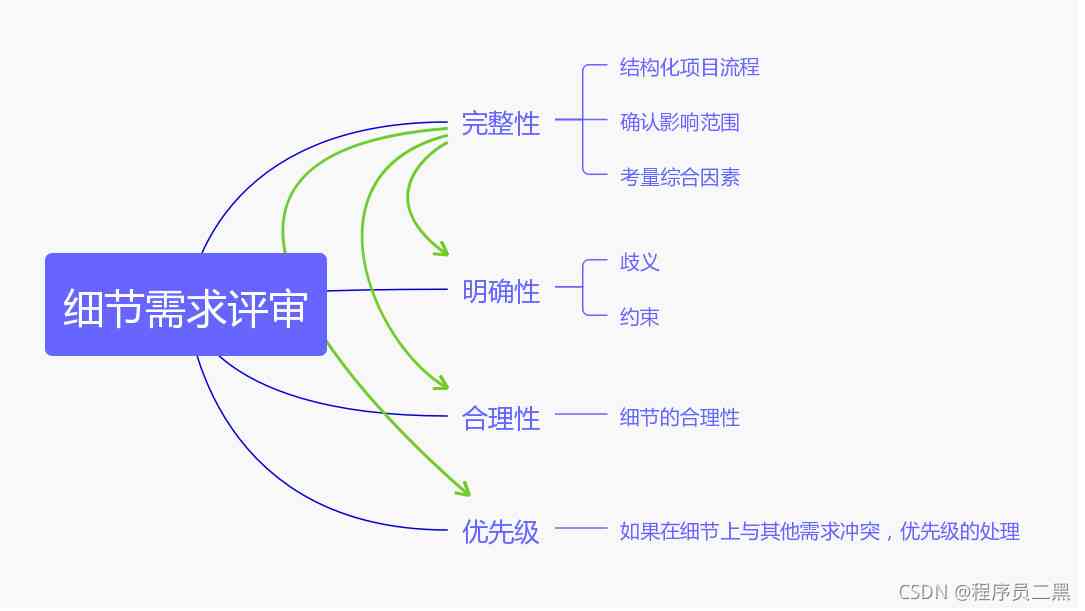 细节需求评审
完整性
结构化项目流程
确认影响范围
考量综合因素
明确性
歧义
约束
合理性
细节的合理性
优先级
如果在细节上与其他需求冲突，优先级的处理
CSDN @程序员二黑